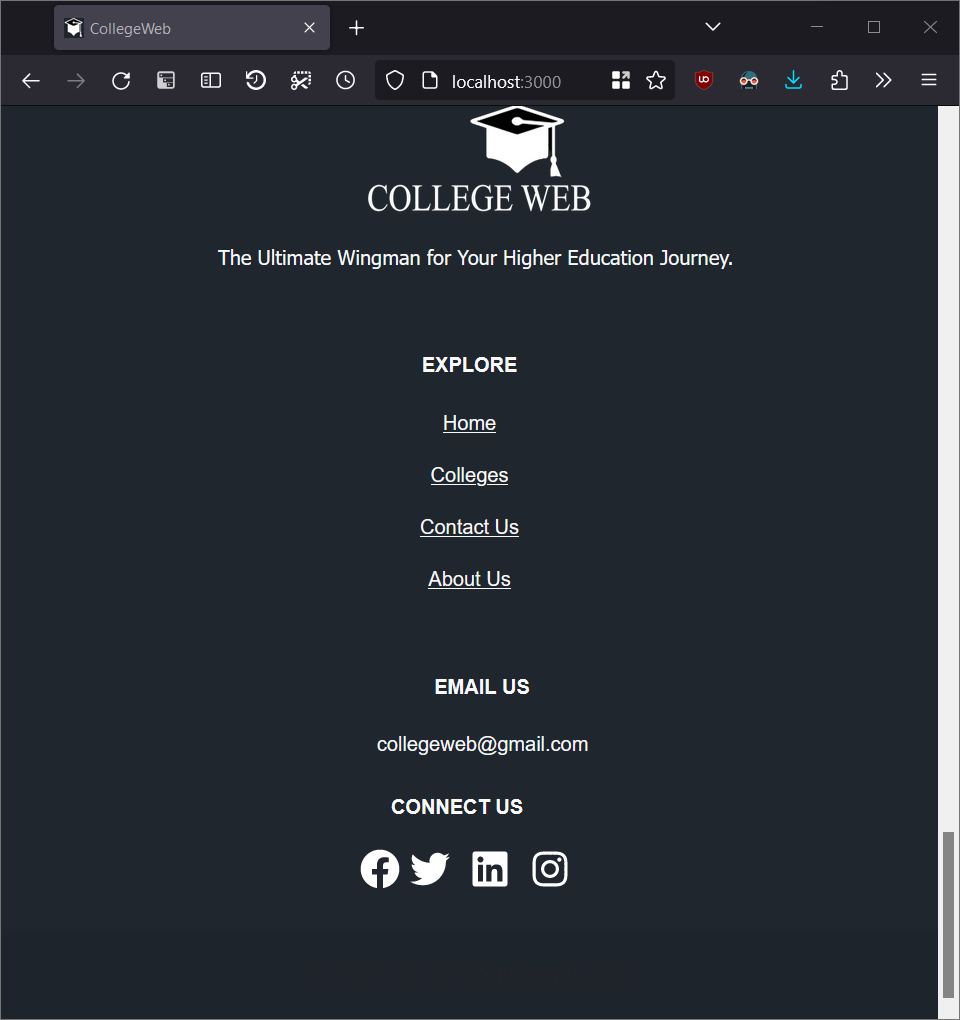 CollegeWeb
localhost:3000
COLLEGE WEB
The Ultimate Wingman for Your Higher Education Journey.
EXPLORE
Home
Colleges
Contact Us
About Us
EMAIL US
collegeweb@gmail.com
CONNECT US